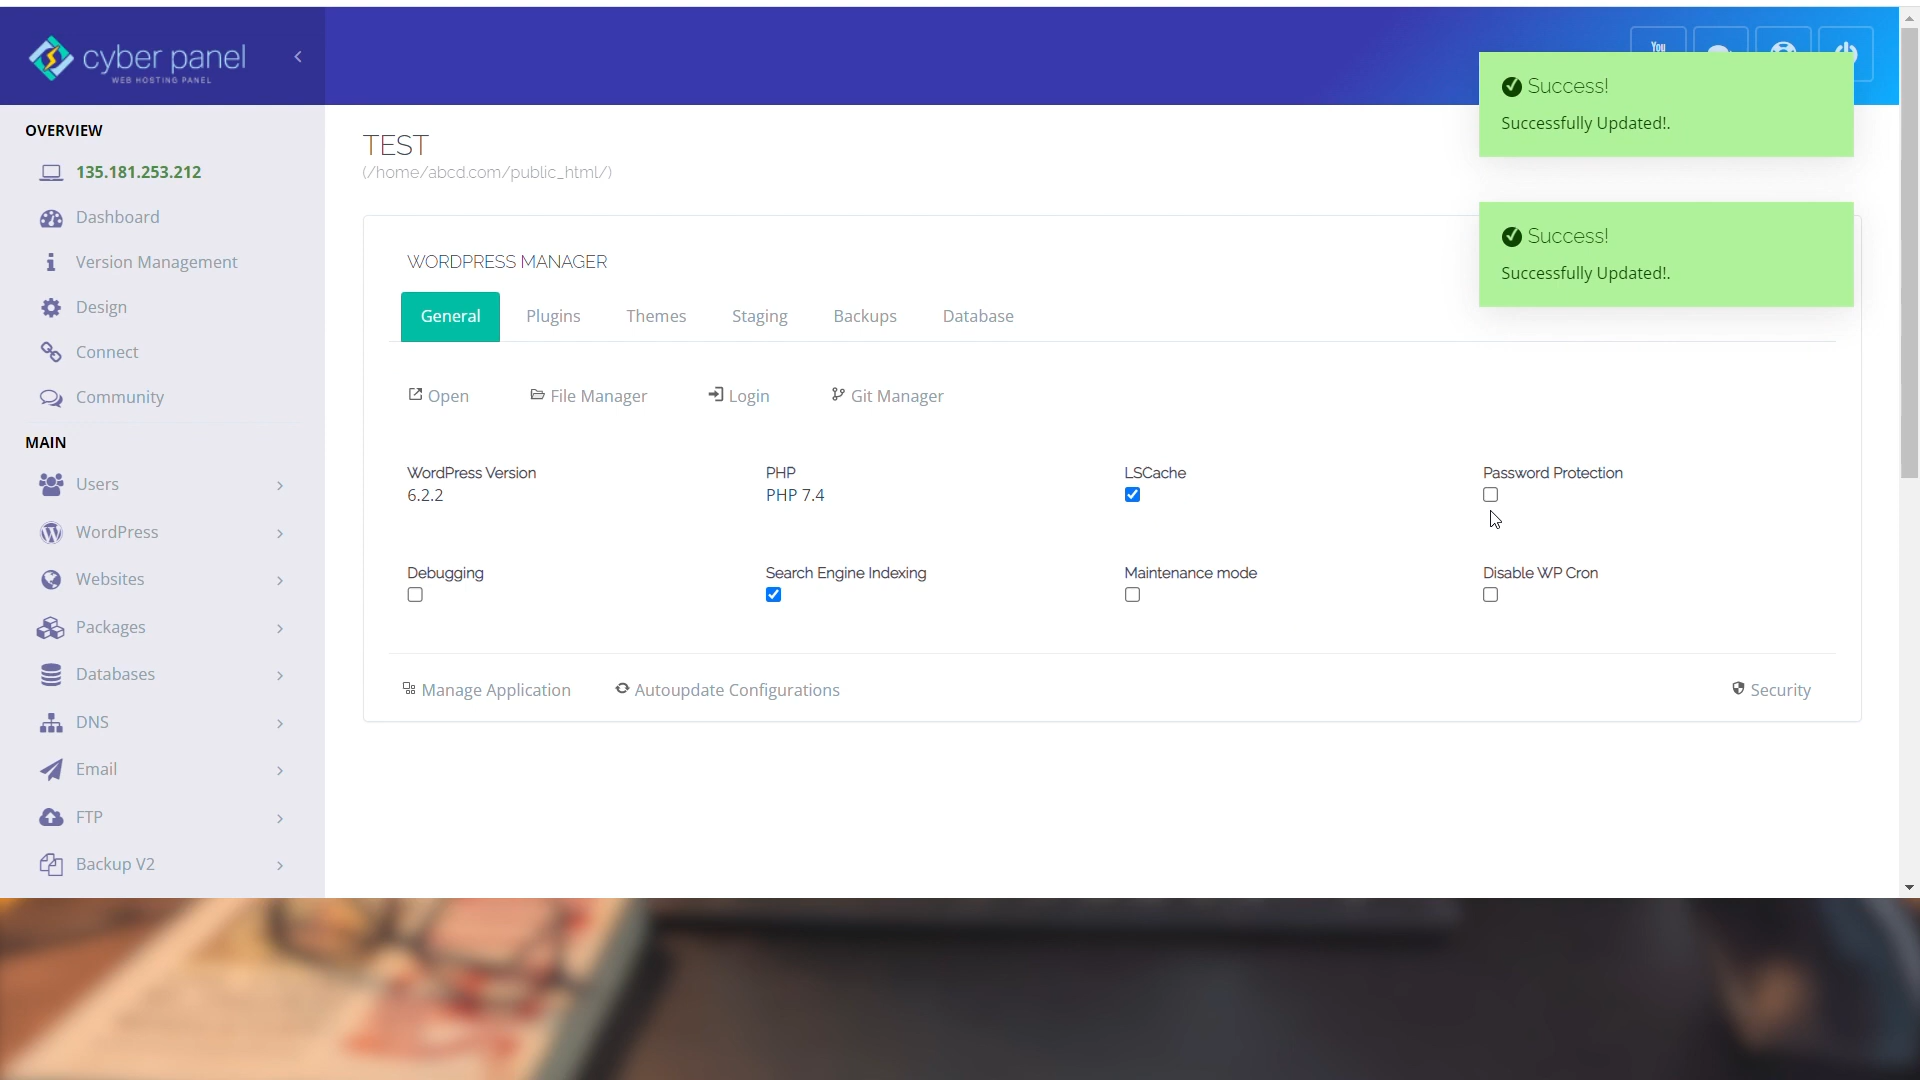 cyber panel
WEB HOSTING PANEL
You
Success!
Successfully Updated!.
Success!
Successfully Updated!.
OVERVIEW
135.181.253.212
Dashboard
Version Management
Design
Connect
Community
MAIN
Users
WordPress
Websites
Packages
Databases
DNS
Email
FTP
Backup V2
TEST
(/home/abcd.com/public_html/)
WORDPRESS MANAGER
General Plugins Themes Staging Backups Database
Open File Manager Login Git Manager
WordPress Version PHP LSCache Password Protection
6.2.2 PHP 7.4
Debugging Search Engine Indexing Maintenance mode Disable WP Cron
Manage Application Autoupdate Configurations Security